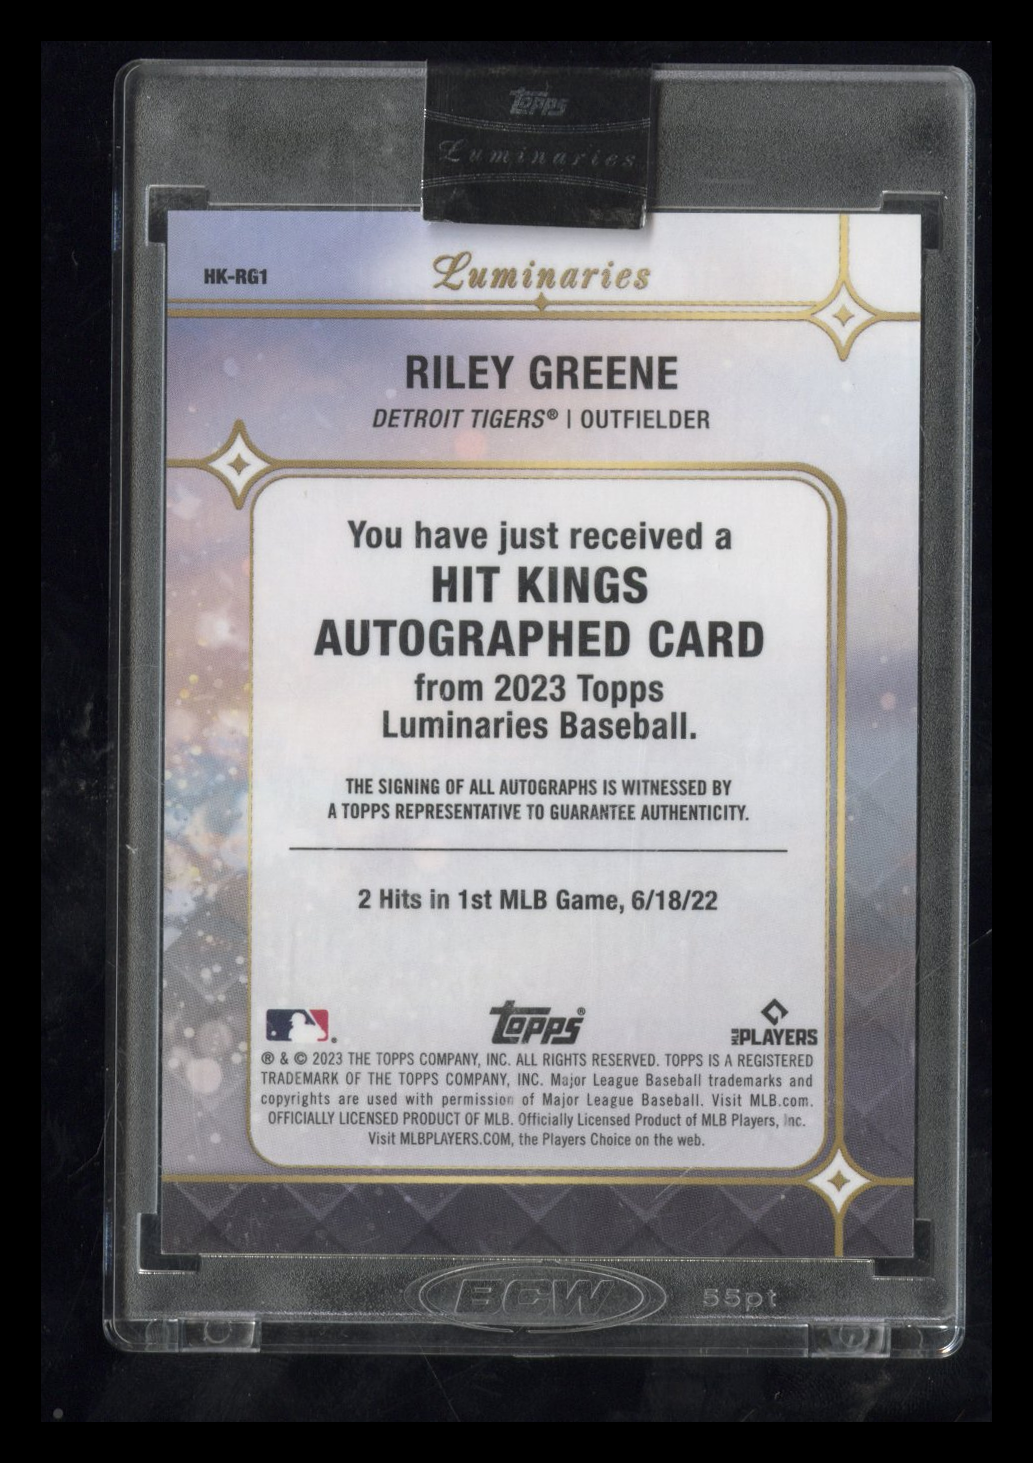 Topps
Luminaries
HK-RG1
Luminaries
RILEY GREENE
DETROIT TIGERS® | OUTFIELDER
You have just received a
HIT KINGS
AUTOGRAPHED CARD
from 2023 Topps
Luminaries Baseball.
THE SIGNING OF ALL AUTOGRAPHS IS WITNESSED BY
A TOPPS REPRESENTATIVE TO GUARANTEE AUTHENTICITY.
2 Hits in 1st MLB Game, 6/18/22
Topps®
MLB PLAYERS
® & © 2023 THE TOPPS COMPANY, INC. ALL RIGHTS RESERVED. TOPPS IS A REGISTERED
TRADEMARK OF THE TOPPS COMPANY, INC. Major League Baseball trademarks and
copyrights are used with permission of Major League Baseball. Visit MLB.com.
OFFICIALLY LICENSED PRODUCT OF MLB. Officially Licensed Product of MLB Players, Inc.
Visit MLBPLAYERS.COM, the Players Choice on the web.
BCW
55pt